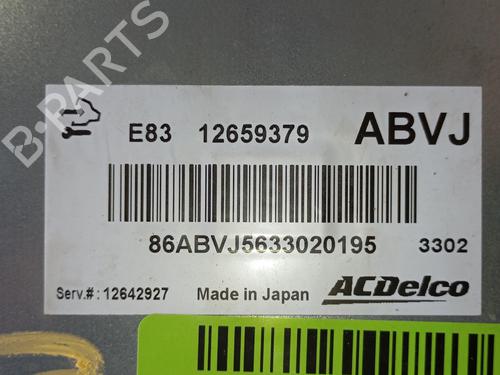 B-PARTS
E83 12659379 ABVJ
86ABVJ5633020195 3302
Serv.#: 12642927 Made in Japan ACDelco